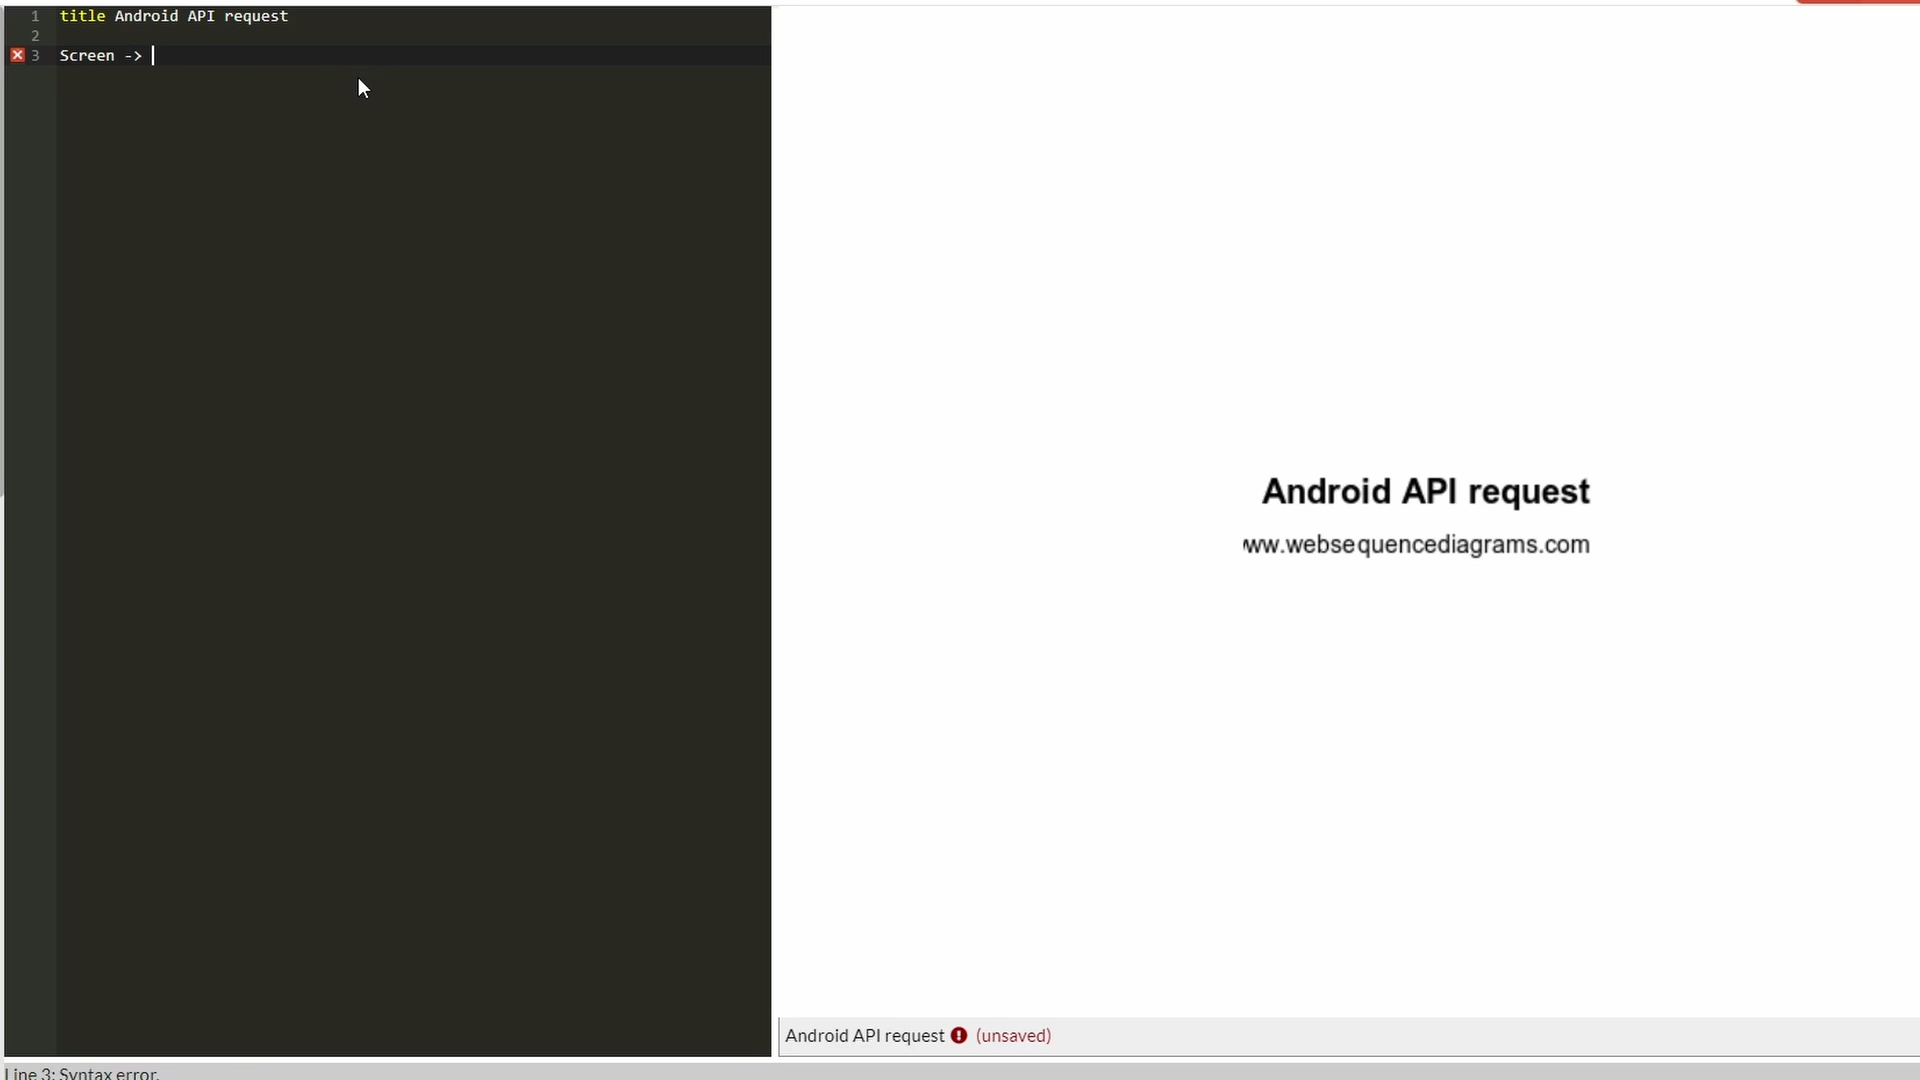 1 title Android API request
2
3 Screen ->
Android API request
www.websequencediagrams.com
Android API request (unsaved)
Line 3: Syntax error.